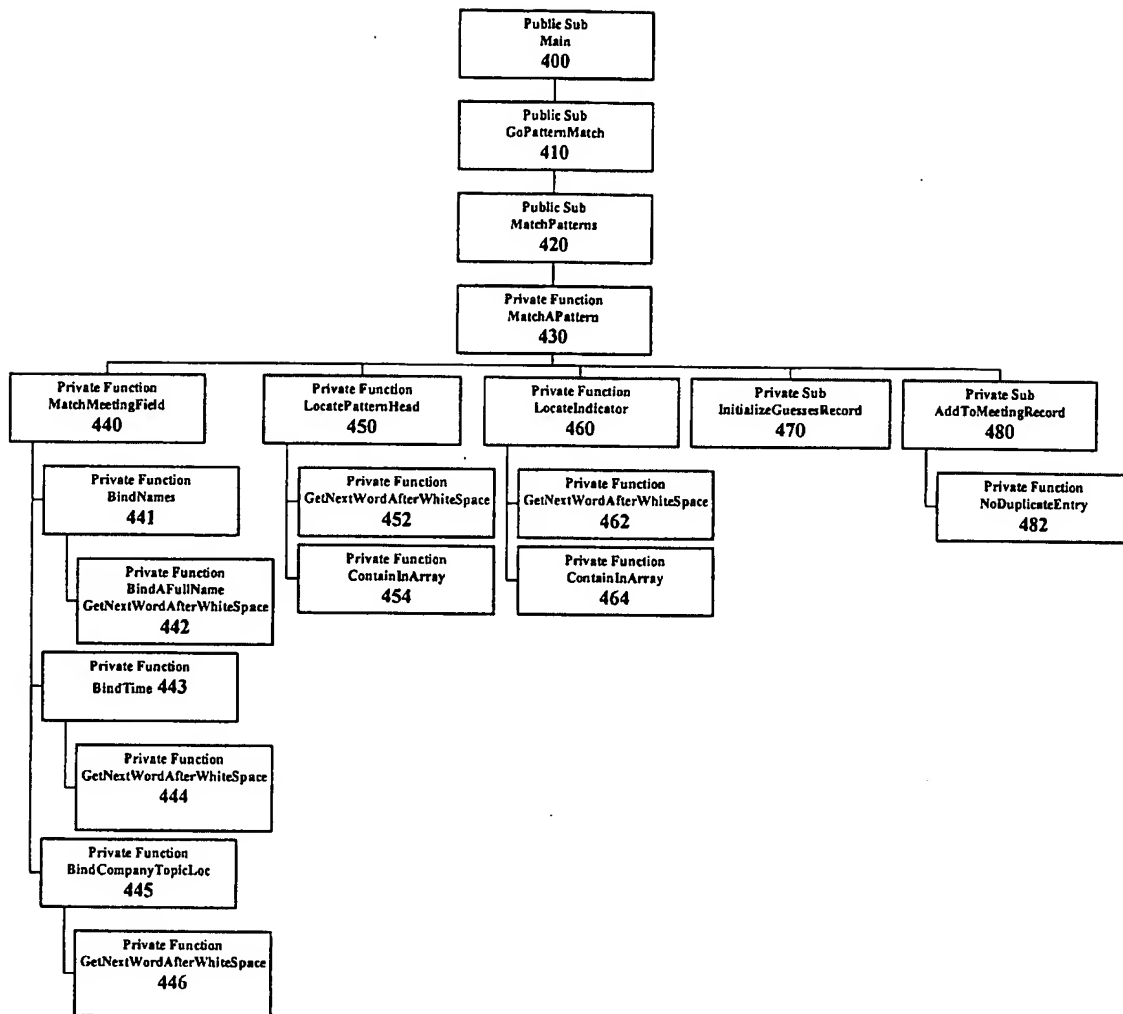 Public Sub
Main
400
Public Sub
GoPatternMatch
410
Public Sub
MatchPatterns
420
Private Function
MatchAPattern
430
Private Function
MatchMeetingField
440
Private Function
LocatePatternHead
450
Private Function
LocateIndicator
460
Private Sub
InitializeGuessesRecord
470
Private Sub
AddToMeetingRecord
480
Private Function
BindNames
441
Private Function
GetNextWordAfterWhiteSpace
452
Private Function
GetNextWordAfterWhiteSpace
462
Private Function
NoDuplicateEntry
482
Private Function
BindAFullName
GetNextWordAfterWhiteSpace
442
Private Function
ContainInArray
454
Private Function
ContainInArray
464
Private Function
BindTime 443
Private Function
GetNextWordAfterWhiteSpace
444
Private Function
BindCompanyTopicLoc
445
Private Function
GetNextWordAfterWhiteSpace
446